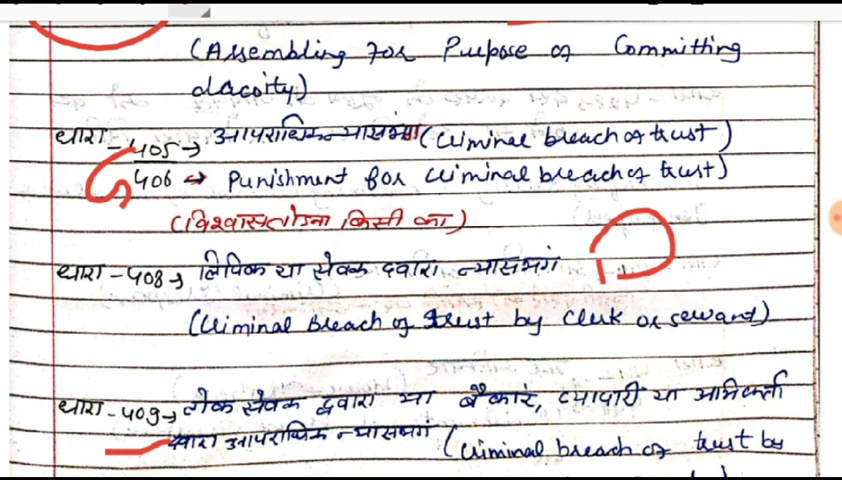 (Assembling for Purpose of Committing
dacoity)
धारा - 405 → आपराधिक न्यासभंग (Criminal breach of trust)
406 → Punishment for criminal breach of trust)
(विश्वास तोडना किसी का)
धारा - 408 → लिपिक या सेवक द्वारा न्यासभंग
(Criminal breach of trust by Clerk or servant)
धारा - 409 → लोक सेवक द्वारा या बैंकार, व्यापारी या अभिकर्ता
द्वारा आपराधिक न्यासभंग (Criminal breach of trust by